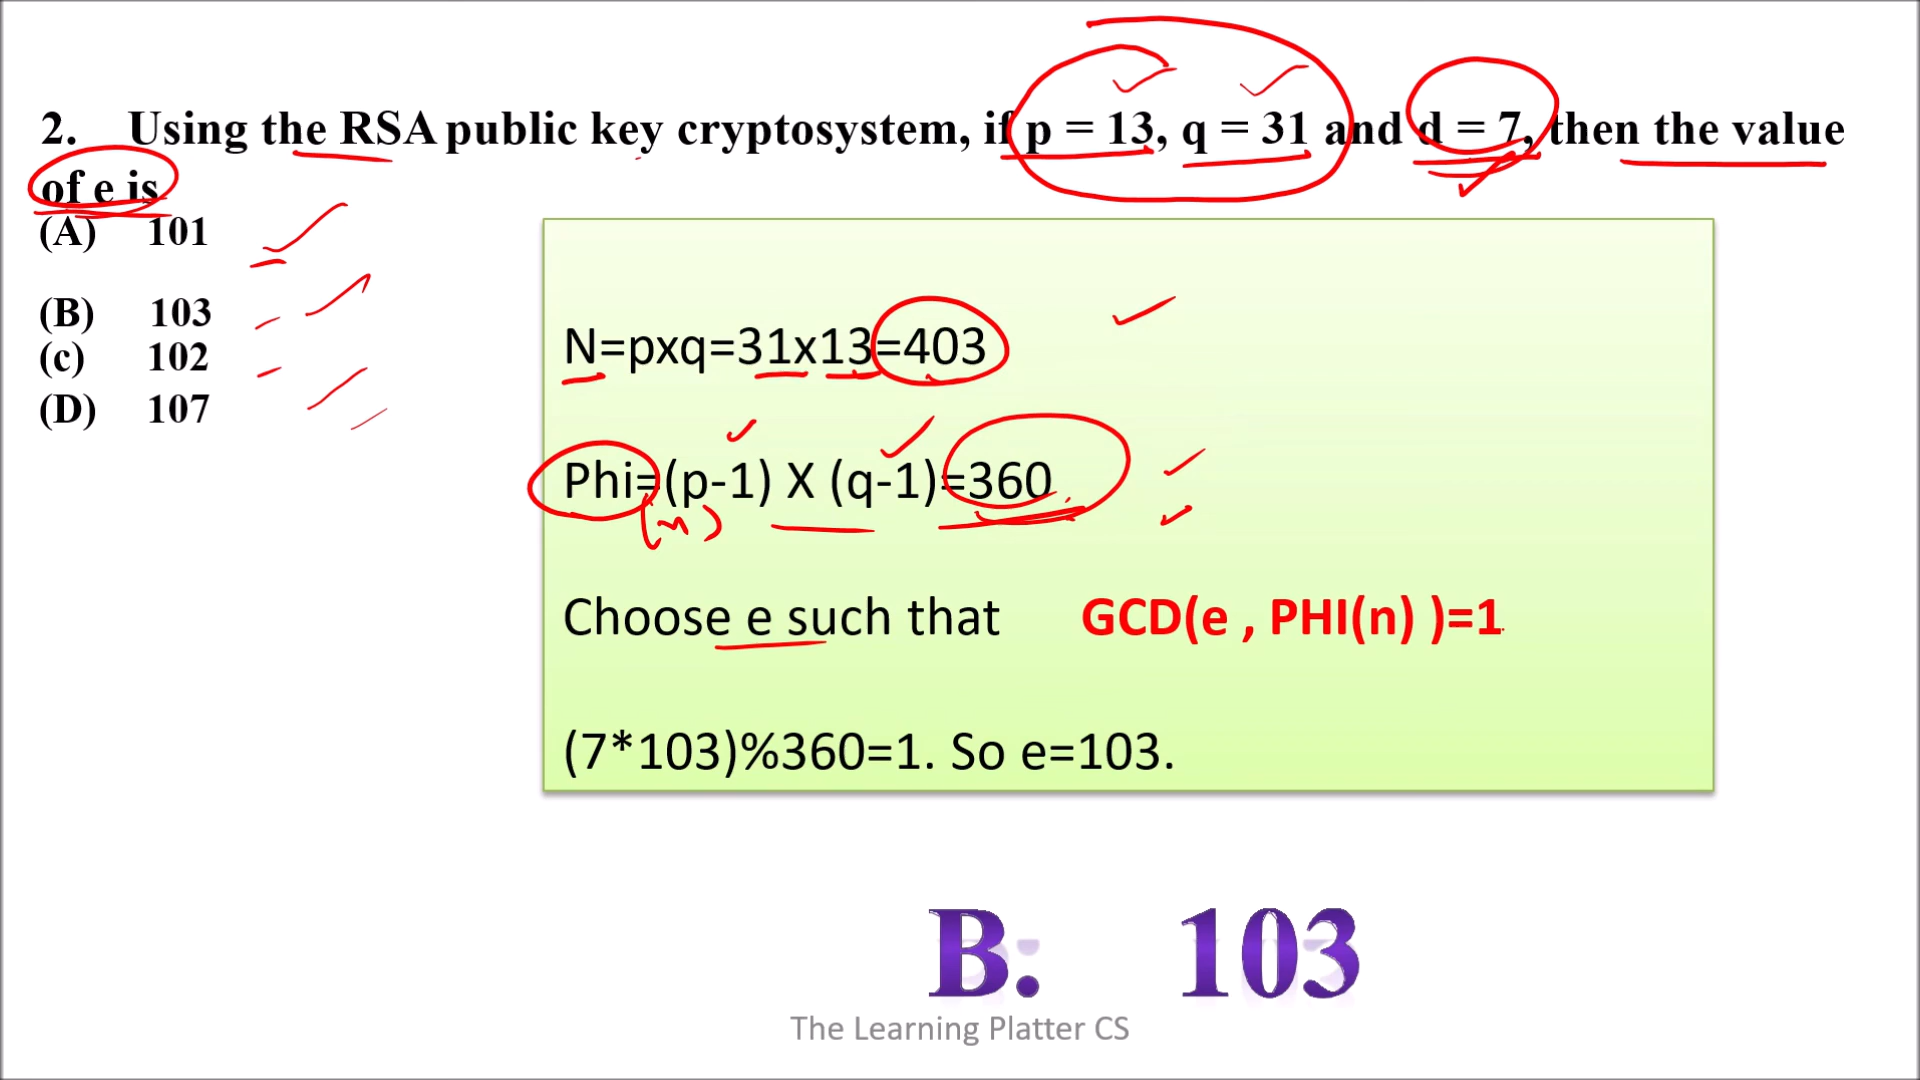 2. Using the RSA public key cryptosystem, if p = 13, q = 31 and d = 7, then the value
of e is
(A) 101
(B) 103
(c) 102
(D) 107
N=pxq=31x13=403
Phi=(p-1) X (q-1)=360
(n)
Choose e such that GCD(e , PHI(n) )=1
(7*103)%360=1. So e=103.
B. 103
The Learning Platter CS